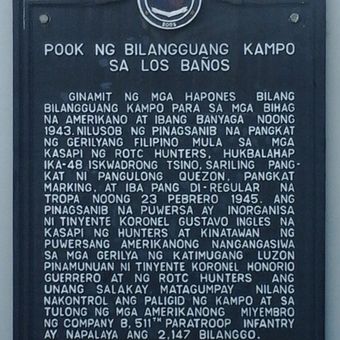 2005
POOK NG BILANGGUANG KAMPO
SA LOS BAÑOS
GINAMIT NG MGA HAPONES BILANG
BILANGGUANG KAMPO PARA SA MGA BIHAG
NA AMERIKANO AT IBANG BANYAGA NOONG
1943. NILUSOB NG PINAGSANIB NA PANGKAT
NG GERILYANG FILIPINO MULA SA MGA
KASAPI NG ROTC HUNTERS, HUKBALAHAP
IKA-48 ISKWADRONG TSINO, SARILING PANG-
KAT NI PANGULONG QUEZON, PANGKAT
MARKING, AT IBA PANG DI-REGULAR NA
TROPA NOONG 23 PEBRERO 1945. ANG
PINAGSANIB NA PUWERSA AY INORGANISA
NI TINYENTE KORONEL GUSTAVO INGLES NA
KASAPI NG HUNTERS AT KINATAWAN NG
PUWERSANG AMERIKANONG NANGANGASIWA
SA MGA GERILYA NG KATIMUGANG LUZON
PINAMUNUAN NI TINYENTE KORONEL HONORIO
GUERRERO AT NG ROTC HUNTERS ANG
UNANG SALAKAY. MATAGUMPAY NILANG
NAKONTROL ANG PALIGID NG KAMPO AT SA
TULONG NG MGA AMERIKANONG MIYEMBRO
NG COMPANY B, 511TH PARATROOP INFANTRY
AY NAPALAYA ANG 2,147 BILANGGO.